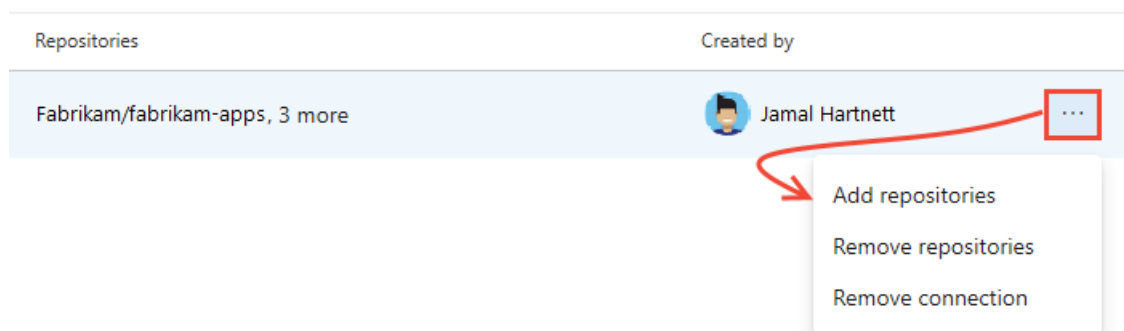 Repositories Created by
Fabrikam/fabrikam-apps, 3 more Jamal Hartnett ...
Add repositories
Remove repositories
Remove connection